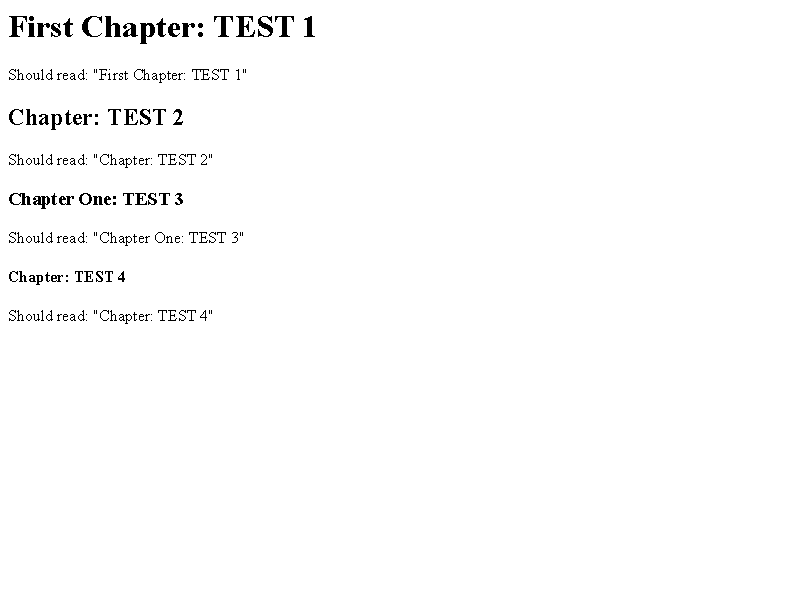 First Chapter: TEST 1
Should read: "First Chapter: TEST 1"
Chapter: TEST 2
Should read: "Chapter: TEST 2"
Chapter One: TEST 3
Should read: "Chapter One: TEST 3"
Chapter: TEST 4
Should read: "Chapter: TEST 4"